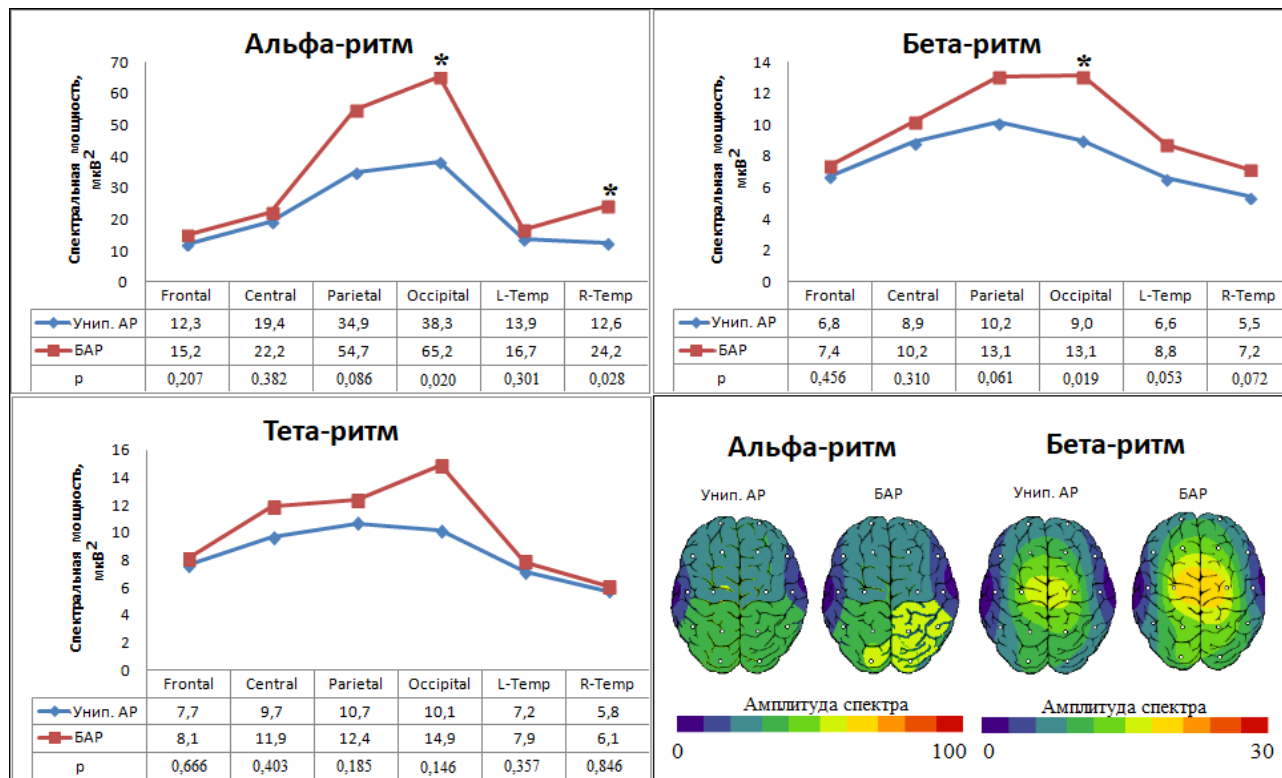 Альфа-ритм
Спектральная мощность, мкВ²
70
60
50
40
30
20
10
0
*
*
Frontal Central Parietal Occipital L-Temp R-Temp
Унип. АР 12,3 19,4 34,9 38,3 13,9 12,6
БАР 15,2 22,2 54,7 65,2 16,7 24,2
р 0,207 0.382 0,086 0,020 0,301 0,028
Бета-ритм
Спектральная мощность, мкВ²
14
12
10
8
6
4
2
0
*
Frontal Central Parietal Occipital L-Temp R-Temp
Унип. АР 6,8 8,9 10,2 9,0 6,6 5,5
БАР 7,4 10,2 13,1 13,1 8,8 7,2
р 0,456 0.310 0,061 0,019 0,053 0,072
Тета-ритм
Спектральная мощность, мкВ²
16
14
12
10
8
6
4
2
0
Frontal Central Parietal Occipital L-Temp R-Temp
Унип. АР 7,7 9,7 10,7 10,1 7,2 5,8
БАР 8,1 11,9 12,4 14,9 7,9 6,1
р 0,666 0.403 0,185 0,146 0,357 0,846
Альфа-ритм Бета-ритм
Унип. АР БАР Унип. АР БАР
Амплитуда спектра Амплитуда спектра
0 100 0 30